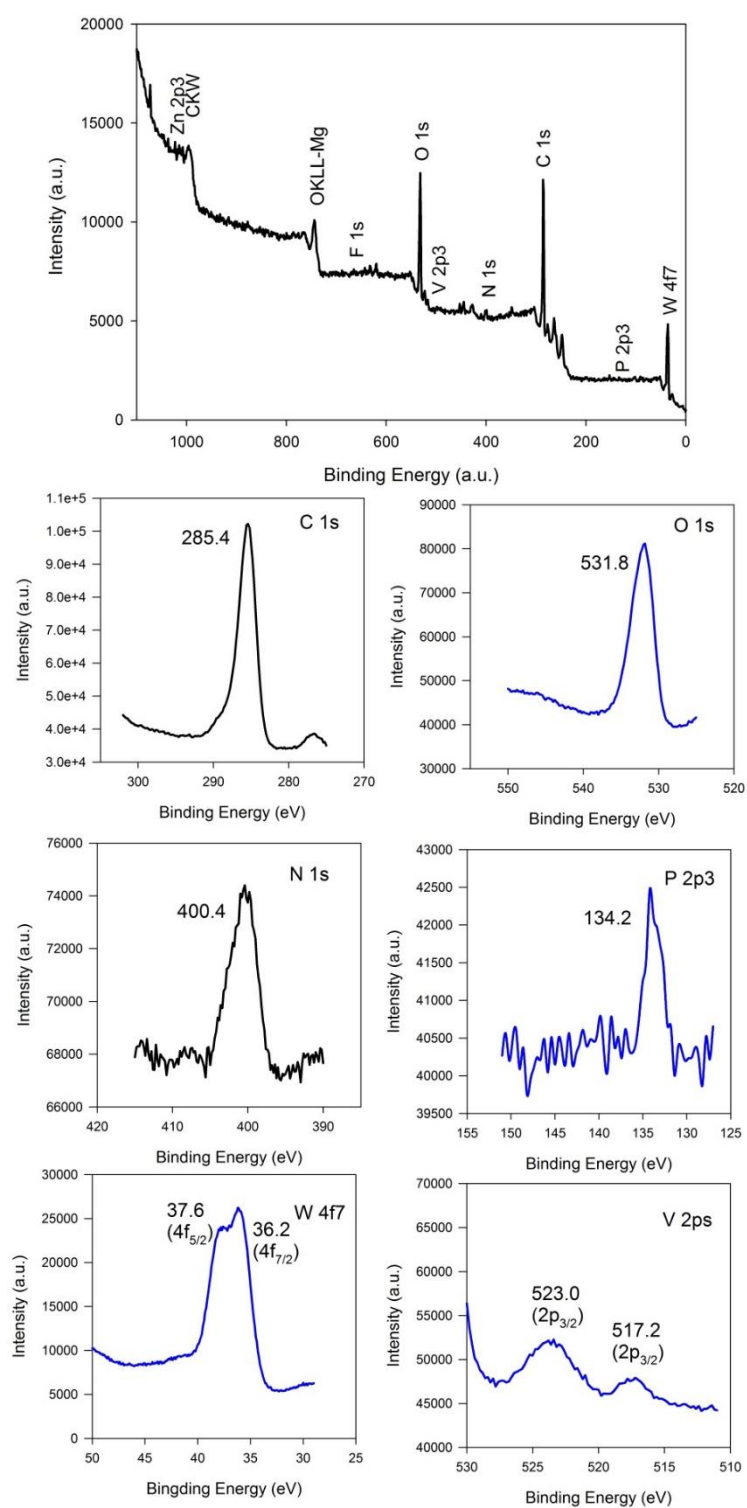 20000
15000
10000
5000
0
Intensity (a.u.)
Zn 2p3
CKW
OKLL-Mg
F 1s
O 1s
V 2p3
N 1s
C 1s
P 2p3
W 4f7
1000 800 600 400 200 0
Binding Energy (a.u.)
1.1e+5
1.0e+5
9.0e+4
8.0e+4
7.0e+4
6.0e+4
5.0e+4
4.0e+4
3.0e+4
Intensity (a.u.)
C 1s
285.4
300 290 280 270
Binding Energy (eV)
90000
80000
70000
60000
50000
40000
30000
Intensity (a.u.)
O 1s
531.8
550 540 530 520
Binding Energy (eV)
76000
74000
72000
70000
68000
66000
Intensity (a.u.)
N 1s
400.4
420 410 400 390
Binding Energy (eV)
43000
42500
42000
41500
41000
40500
40000
39500
Intensity (a.u.)
P 2p3
134.2
155 150 145 140 135 130 125
Binding Energy (eV)
30000
25000
20000
15000
10000
5000
0
Intensity (a.u.)
W 4f7
37.6
(4f5/2)
36.2
(4f7/2)
50 45 40 35 30 25
Bingding Energy (eV)
70000
65000
60000
55000
50000
45000
40000
Intensity (a.u.)
V 2ps
523.0
(2p3/2)
517.2
(2p3/2)
530 525 520 515 510
Binding Energy (eV)